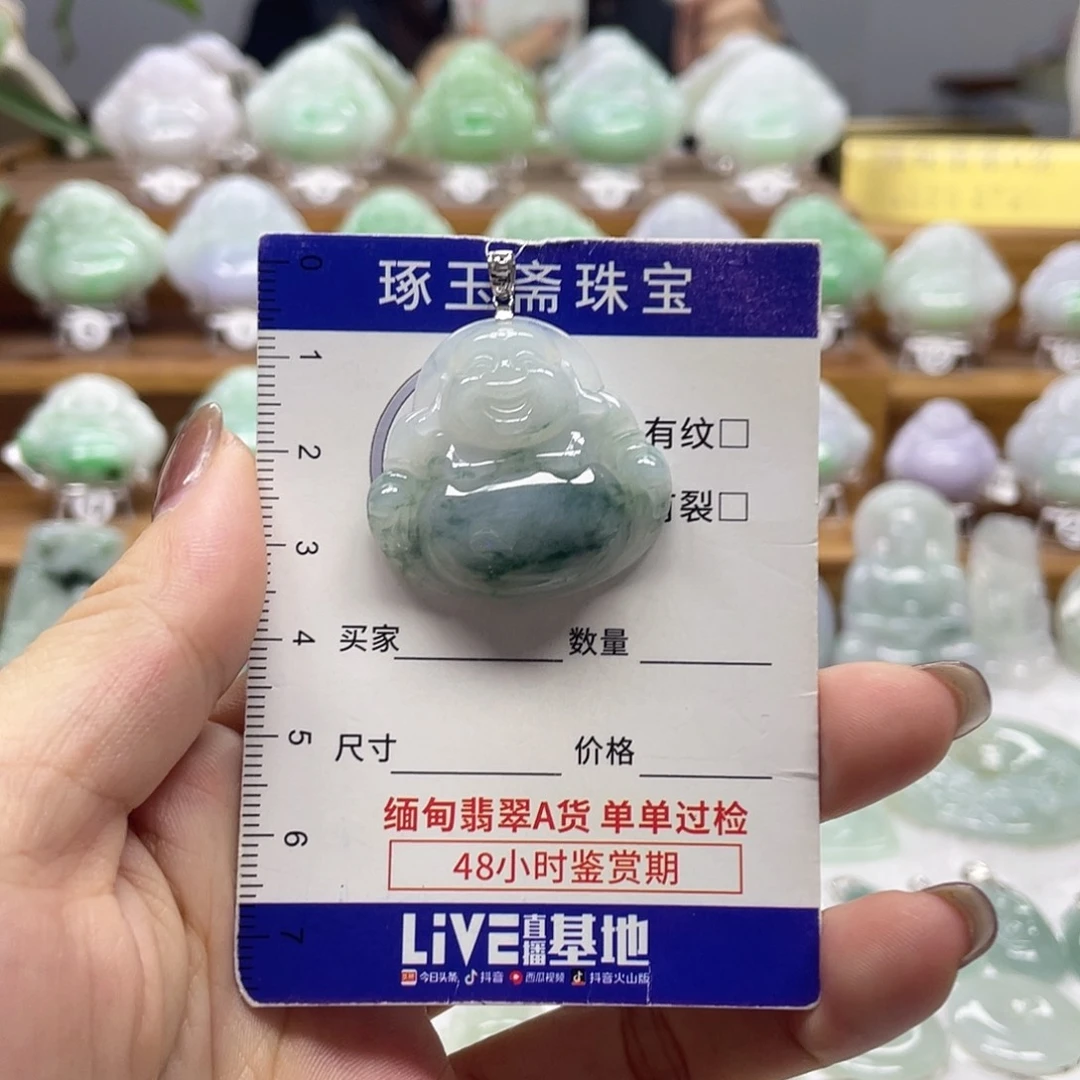 琢玉斋珠宝
0
1
有纹□
2
裂□
3
4
买家 数量
5
尺寸 价格
缅甸翡翠A货 单单过检
6
48小时鉴赏期
LiVE直播基地
7
今日头条 抖音 西瓜视频 抖音火山版